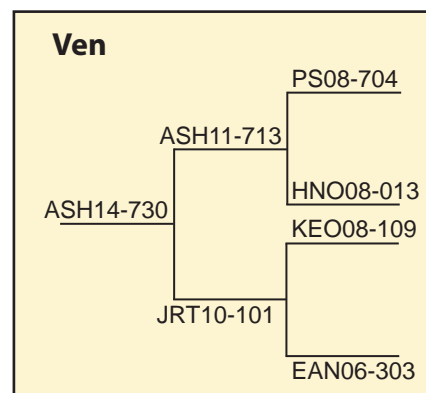 Ven
PS08-704
ASH11-713
HNO08-013
ASH14-730
KEO08-109
JRT10-101
EAN06-303